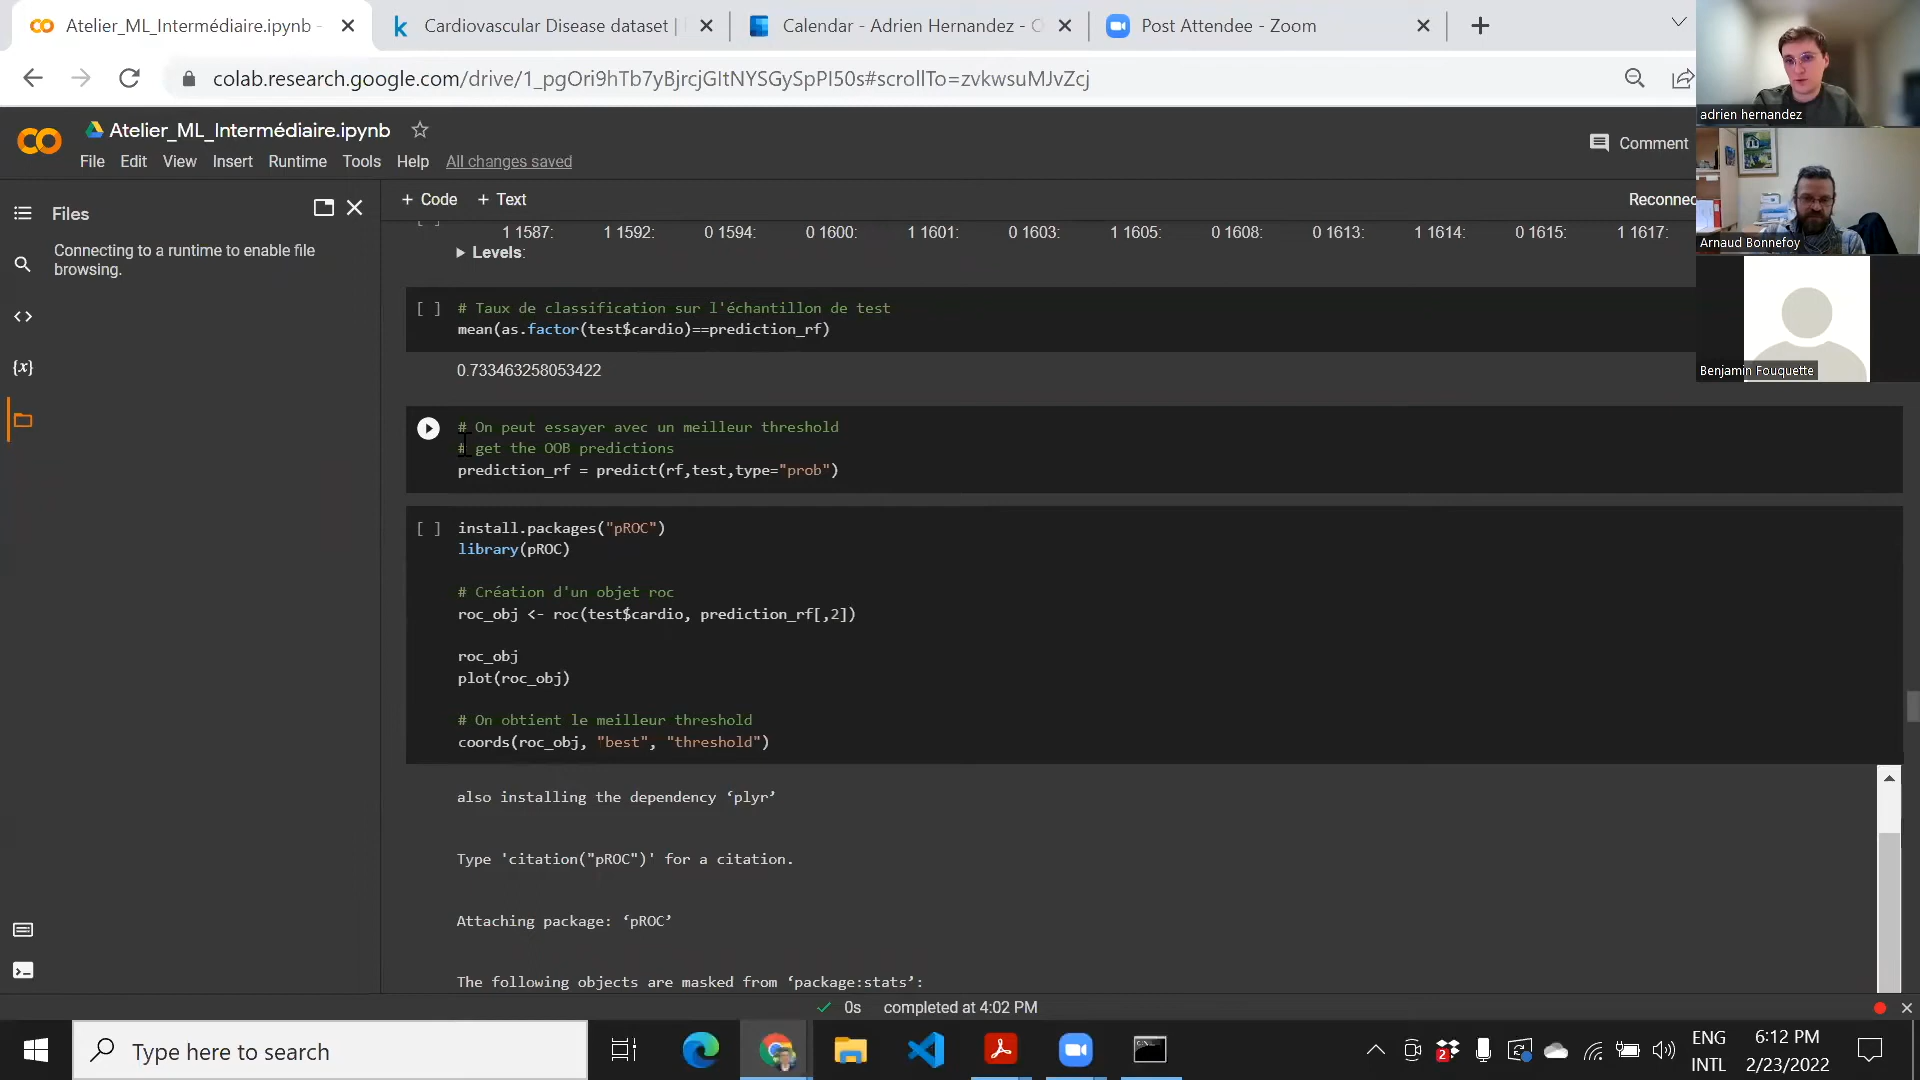 Atelier_ML_Intermédiaire.ipynb -
Cardiovascular Disease dataset |
Calendar - Adrien Hernandez - O
Post Attendee - Zoom
colab.research.google.com/drive/1_pgOri9hTb7yBjrcjGItNYSGySpPI50s#scrollTo=zvkwsuMJvZcj
Atelier_ML_Intermédiaire.ipynb
File Edit View Insert Runtime Tools Help All changes saved
Comment
adrien hernandez
Arnaud Bonnefoy
Benjamin Fouquette
Files
Connecting to a runtime to enable file
browsing.
+ Code + Text
Reconnec
1 1587: 1 1592: 0 1594: 0 1600: 1 1601: 0 1603: 1 1605: 0 1608: 0 1613: 1 1614: 0 1615: 1 1617:
Levels:
[ ] # Taux de classification sur l'échantillon de test
mean(as.factor(test$cardio)==prediction_rf)
0.733463258053422
# On peut essayer avec un meilleur threshold
# get the OOB predictions
prediction_rf = predict(rf,test,type="prob")
[ ] install.packages("pROC")
library(pROC)
# Création d'un objet roc
roc_obj <- roc(test$cardio, prediction_rf[,2])
roc_obj
plot(roc_obj)
# On obtient le meilleur threshold
coords(roc_obj, "best", "threshold")
also installing the dependency ‘plyr’
Type 'citation("pROC")' for a citation.
Attaching package: ‘pROC’
The following objects are masked from ‘package:stats’:
0s completed at 4:02 PM
Type here to search
ENG
INTL
6:12 PM
2/23/2022